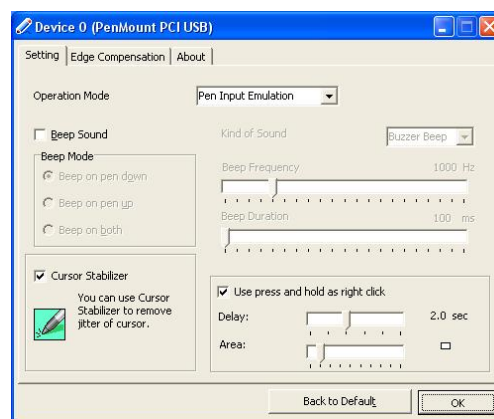 Device 0 (PenMount PCI USB)
Setting Edge Compensation About
Operation Mode Pen Input Emulation
Beep Sound Kind of Sound Buzzer Beep
Beep Mode
Beep on pen down
Beep on pen up
Beep on both
Beep Frequency 1000 Hz
Beep Duration 100 ms
Cursor Stabilizer
You can use Cursor
Stabilizer to remove
jitter of cursor.
Use press and hold as right click
Delay: 2.0 sec
Area:
Back to Default OK